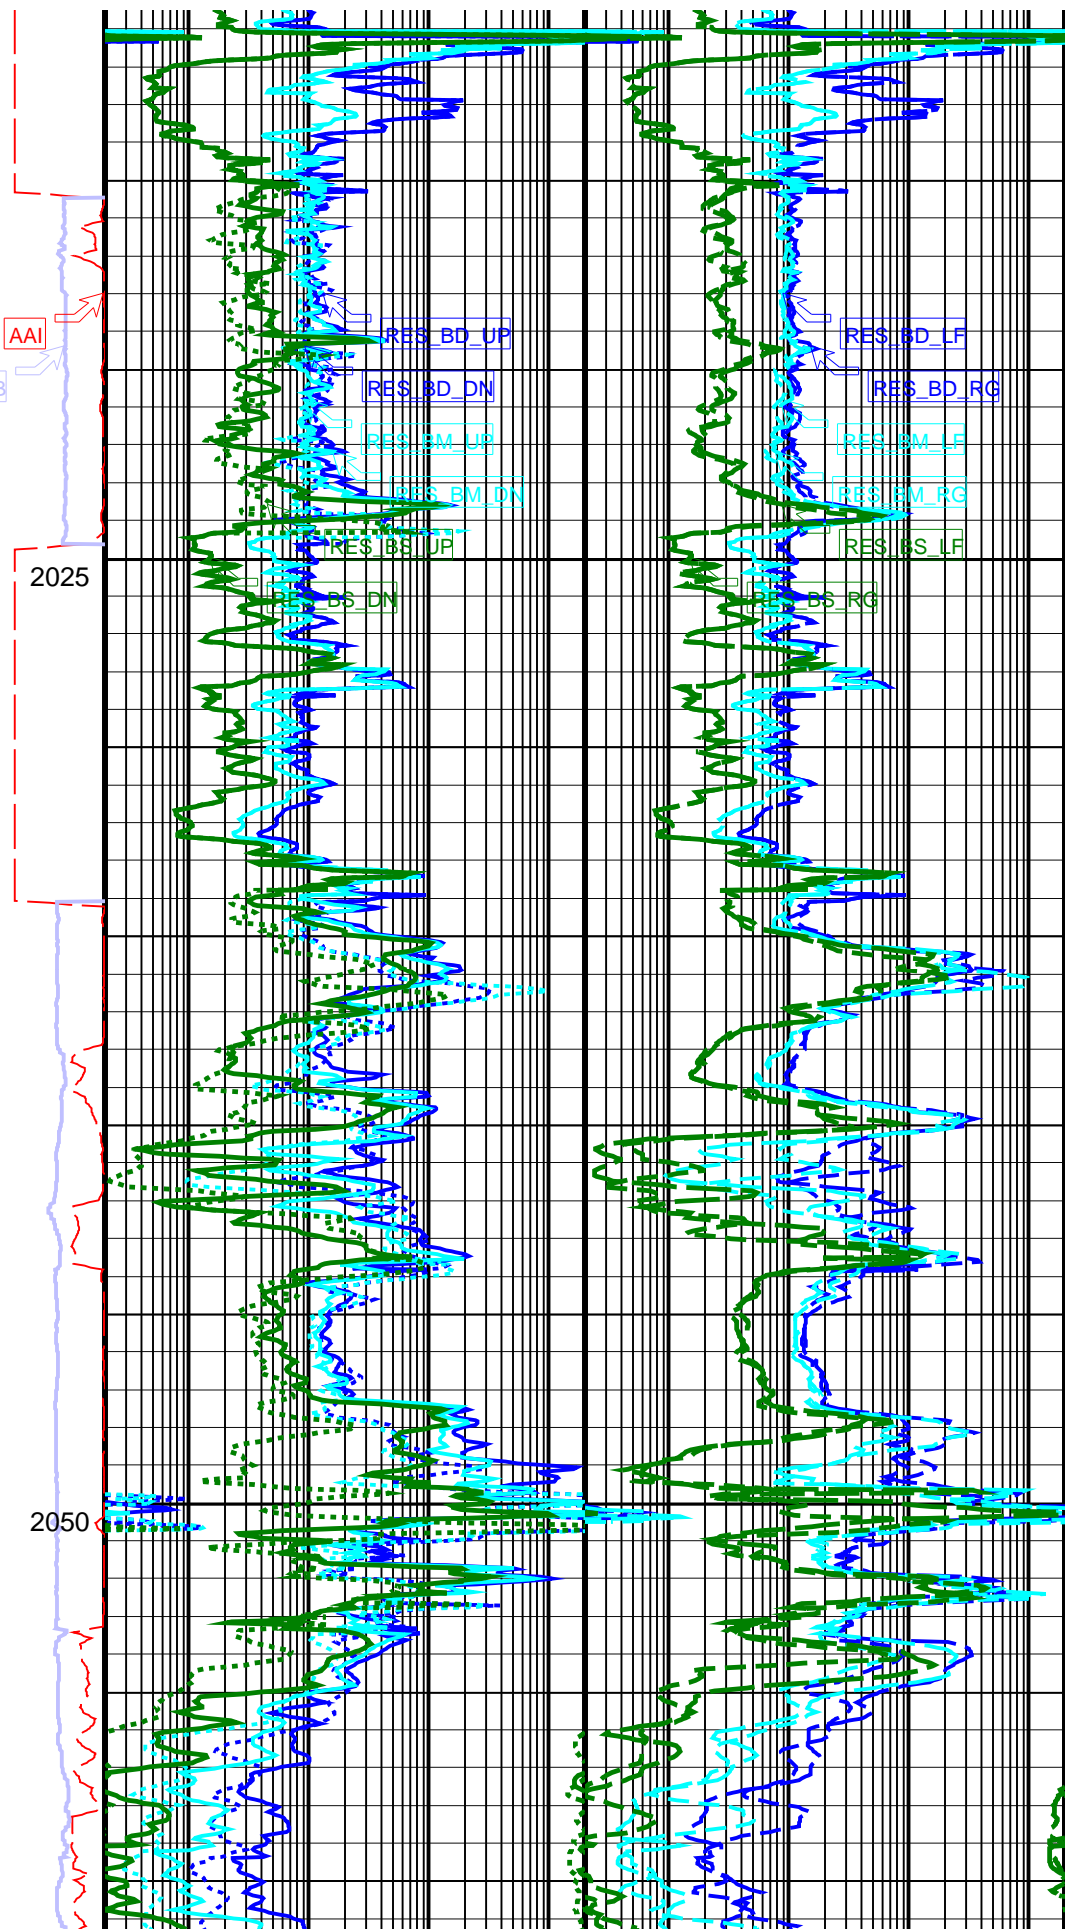 AAI
RES_BD_UP
RES_BD_LF
RES_BD_DN
RES_BD_RG
RES_BM_UP
RES_BM_LF
RES_BM_DN
RES_BM_RG
RES_BS_UP
RES_BS_LF
2025
RES_BS_DN
RES_BS_RG
2050